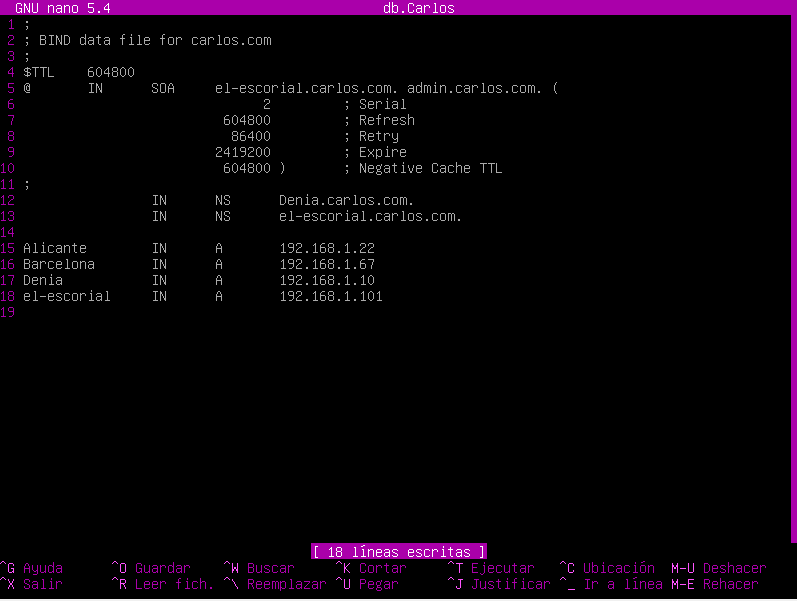 GNU nano 5.4 db.Carlos
1 ;
2 ; BIND data file for carlos.com
3 ;
4 $TTL 604800
5 @ IN SOA el-escorial.carlos.com. admin.carlos.com. (
6 2 ; Serial
7 604800 ; Refresh
8 86400 ; Retry
9 2419200 ; Expire
10 604800 ) ; Negative Cache TTL
11 ;
12 IN NS Denia.carlos.com.
13 IN NS el-escorial.carlos.com.
14
15 Alicante IN A 192.168.1.22
16 Barcelona IN A 192.168.1.67
17 Denia IN A 192.168.1.10
18 el-escorial IN A 192.168.1.101
19
[ 18 líneas escritas ]
^G Ayuda ^O Guardar ^W Buscar ^K Cortar ^T Ejecutar ^C Ubicación M-U Deshacer
^X Salir ^R Leer fich. ^\ Reemplazar ^U Pegar ^J Justificar ^_ Ir a línea M-E Rehacer